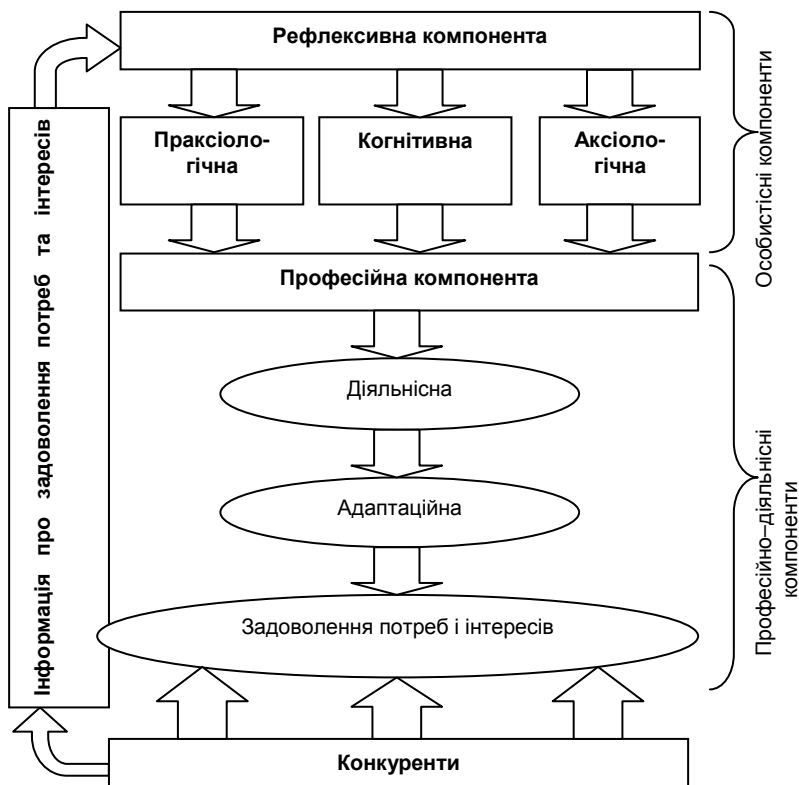 Рефлексивна компонента
Праксіоло-
гічна
Когнітивна
Аксіоло-
гічна
Професійна компонента
Діяльнісна
Адаптаційна
Задоволення потреб і інтересів
Конкуренти
Інформація про задоволення потреб та інтересів
Особистісні компоненти
Професійно–діяльнісні
компоненти